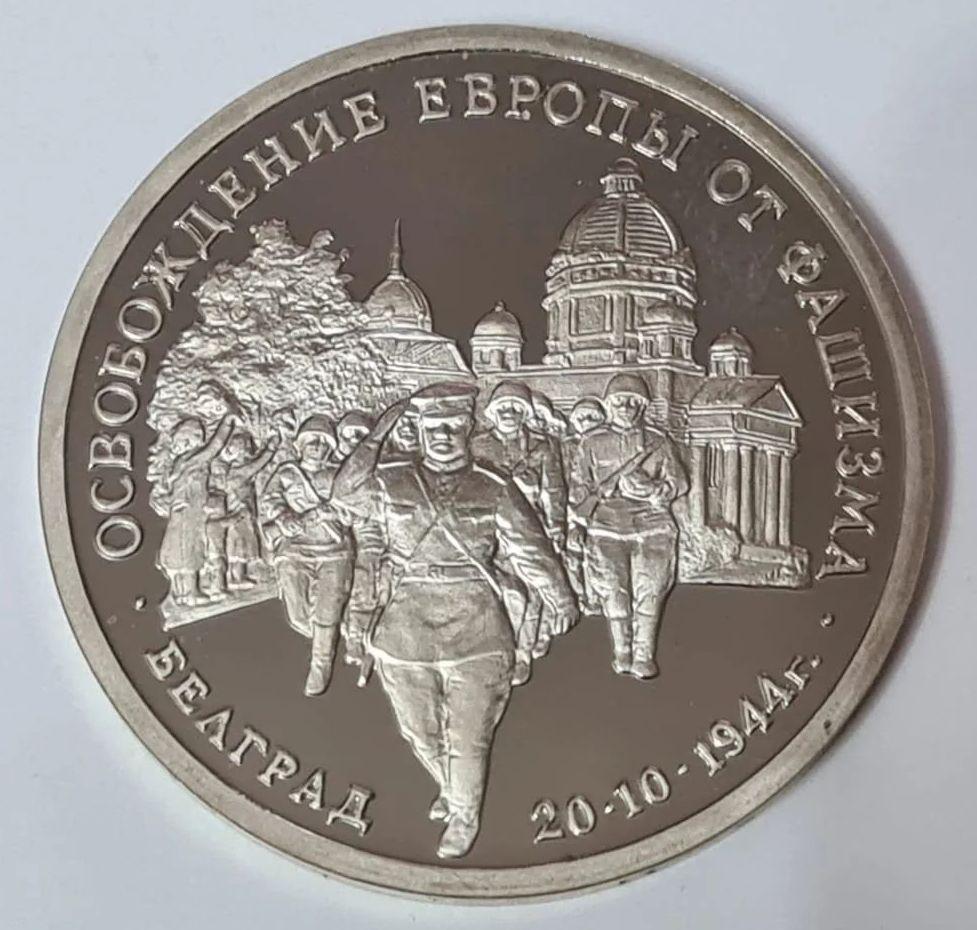 ОСВОБОЖДЕНИЕ ЕВРОПЫ ОТ ФАШИЗМА
· БЕЛГРАД 20·10·1944г. ·